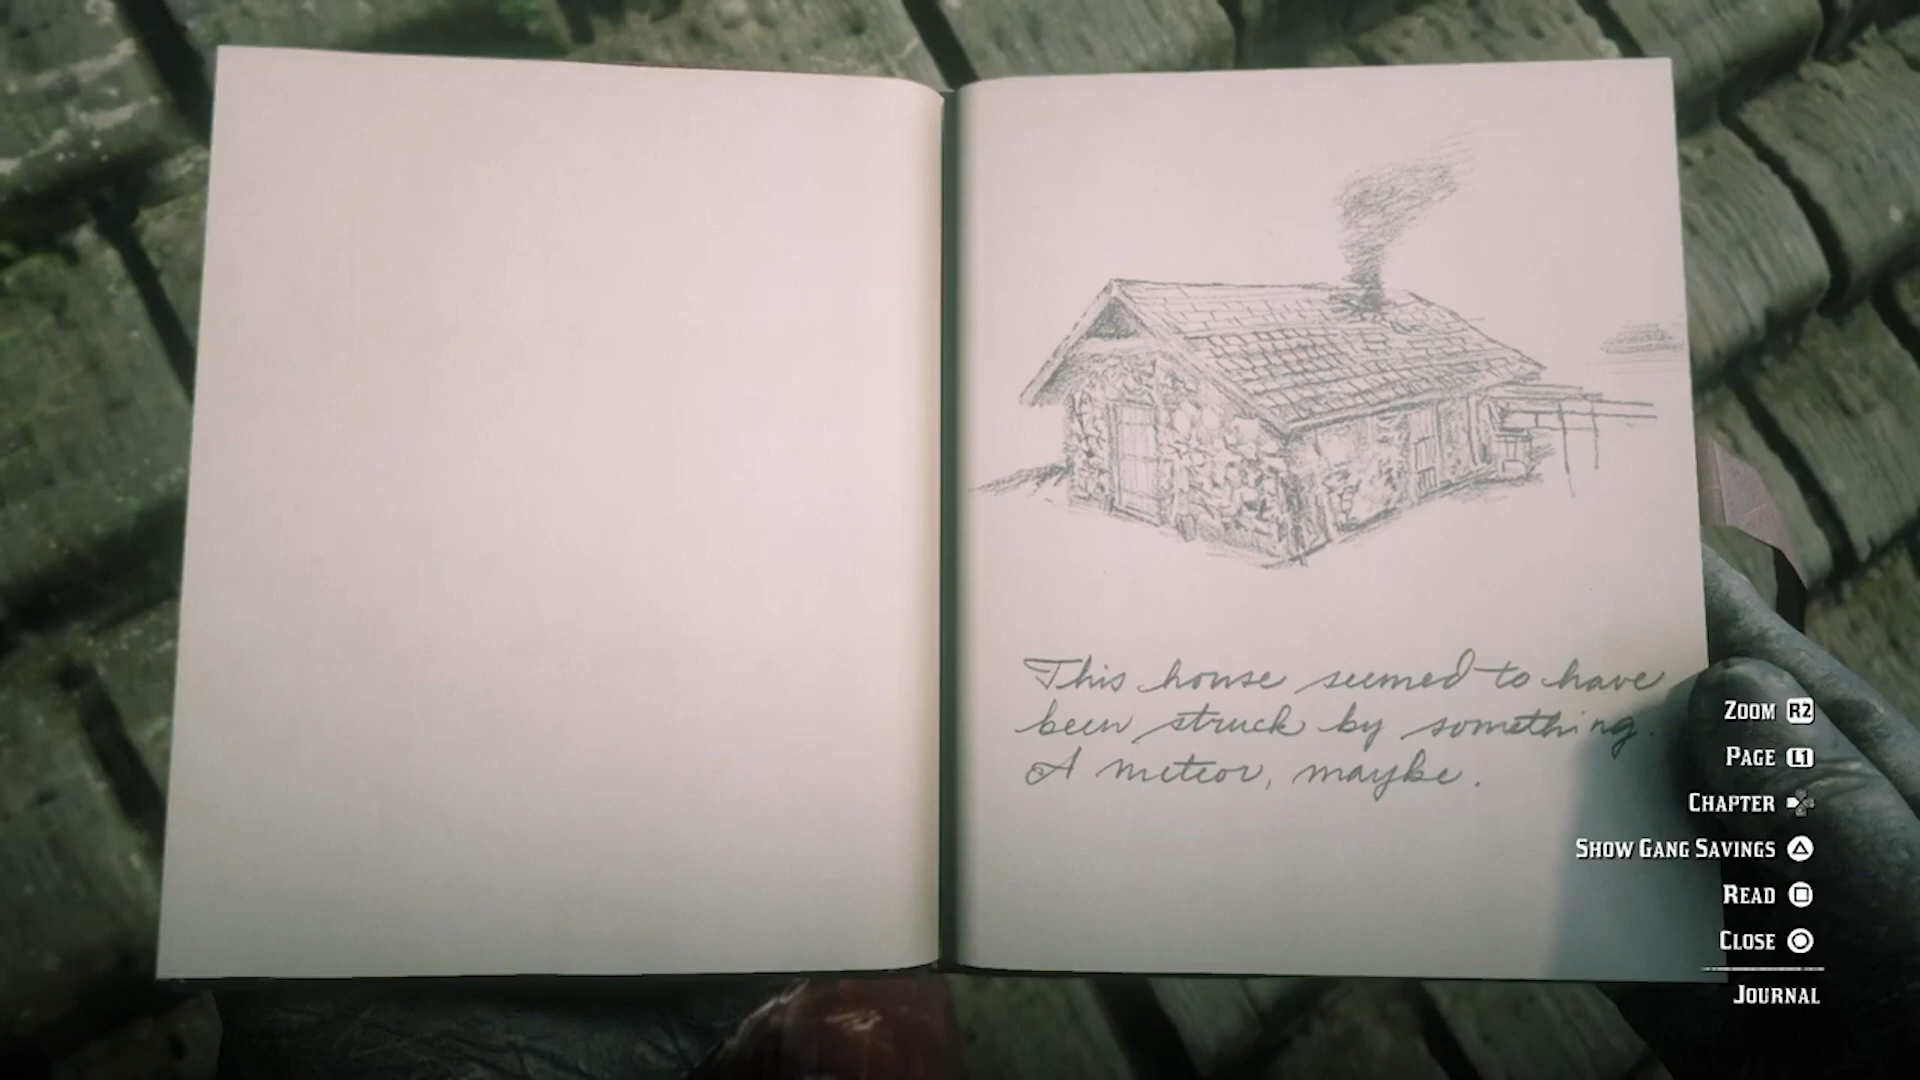 This house seemed to have
been struck by something.
A meteor, maybe.
ZOOM R2
PAGE L1
CHAPTER
SHOW GANG SAVINGS
READ
CLOSE
JOURNAL